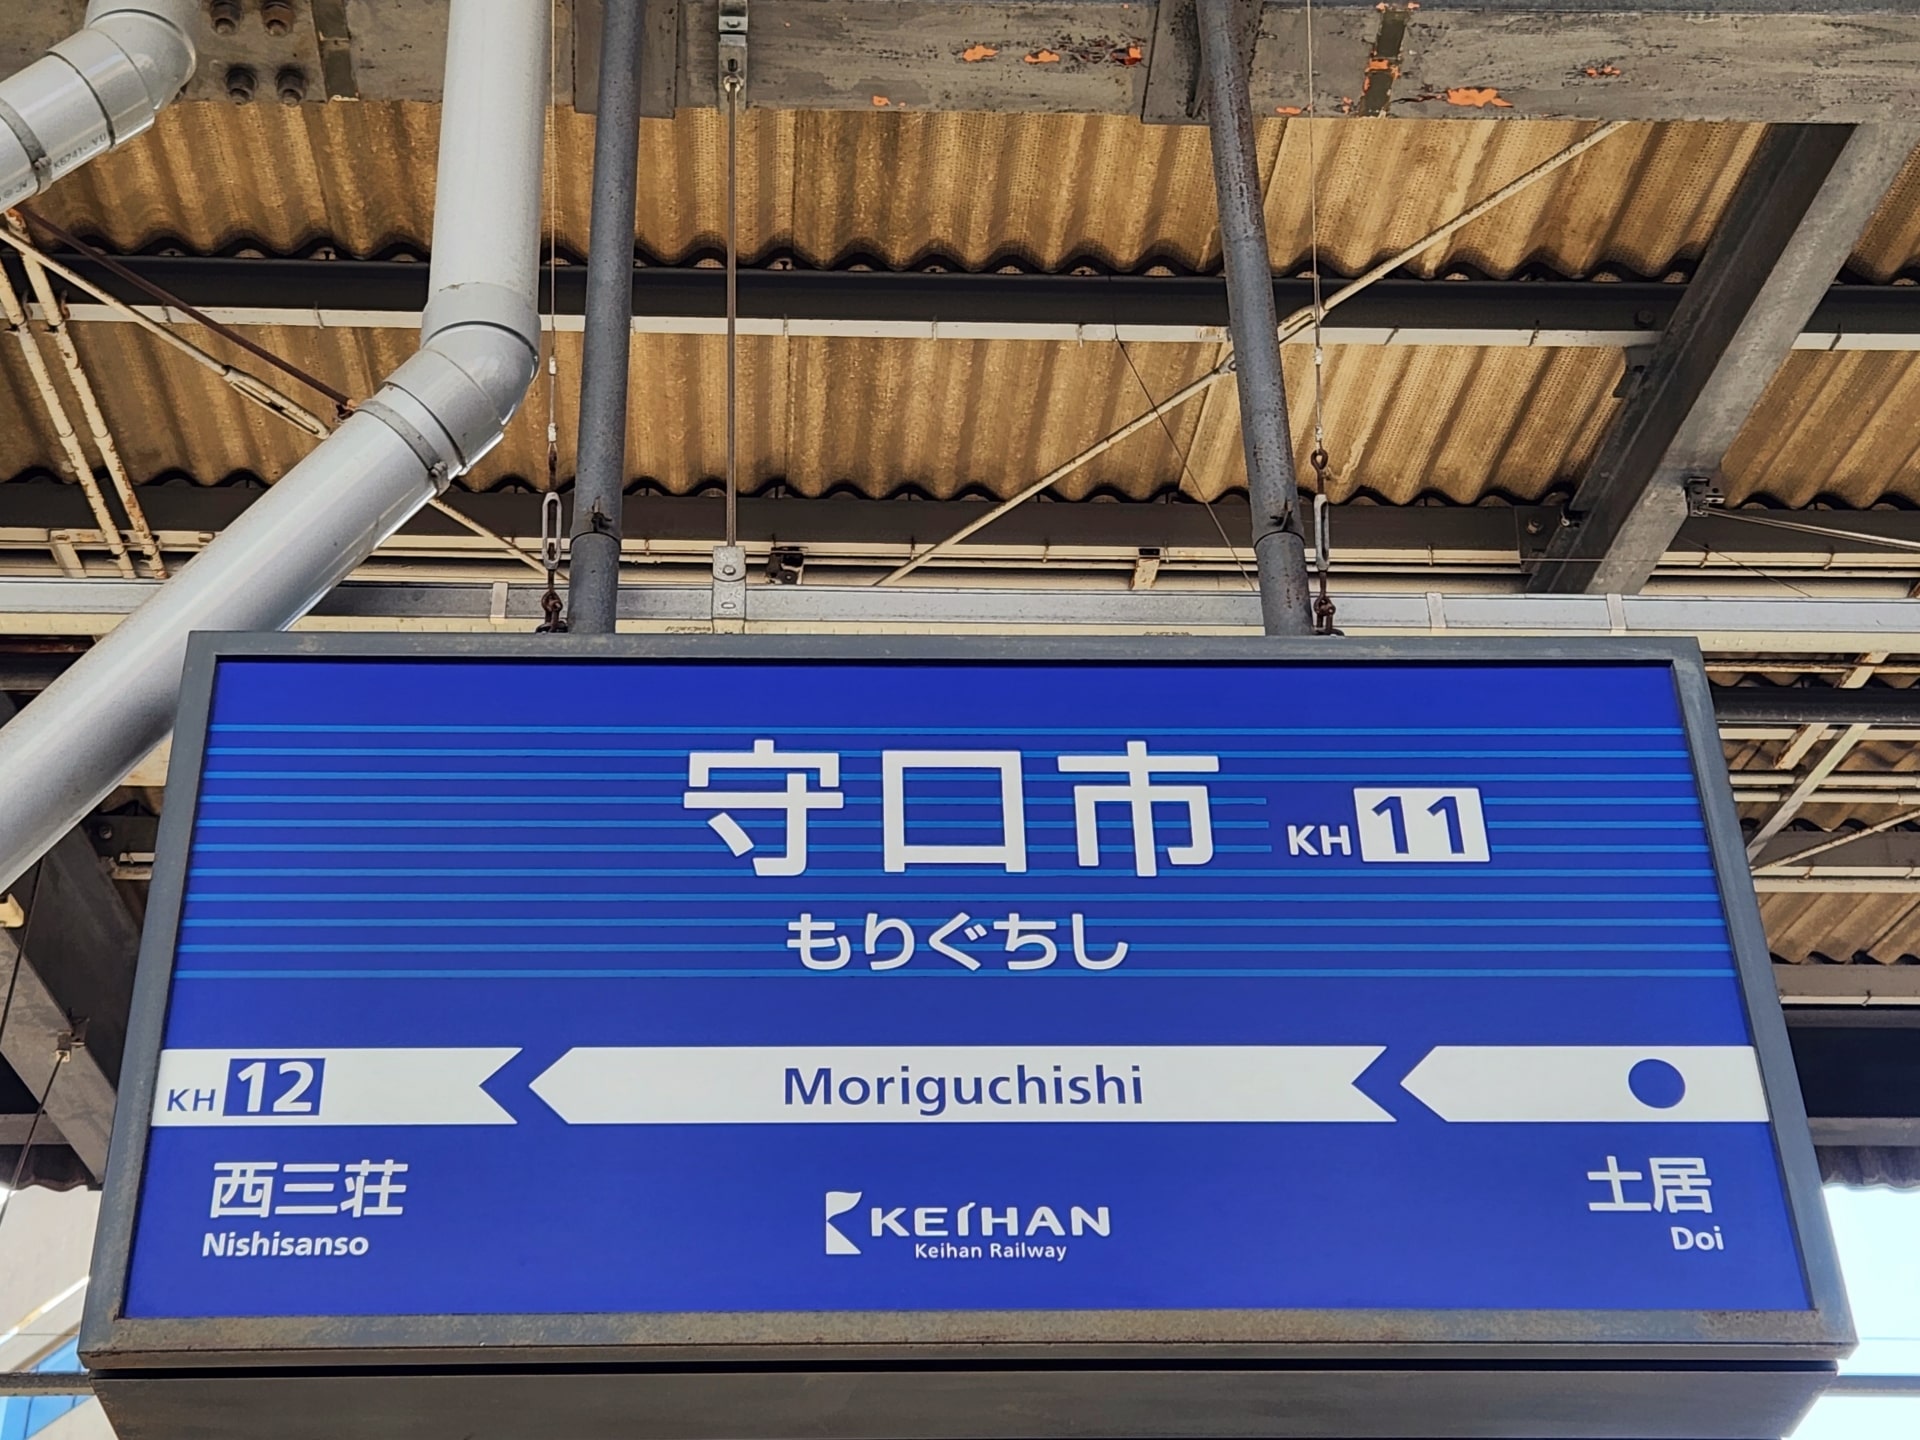 守口市 KH 11
もりぐちし
KH 12
Moriguchishi
西三荘
Nishisanso
KEIHAN
Keihan Railway
土居
Doi